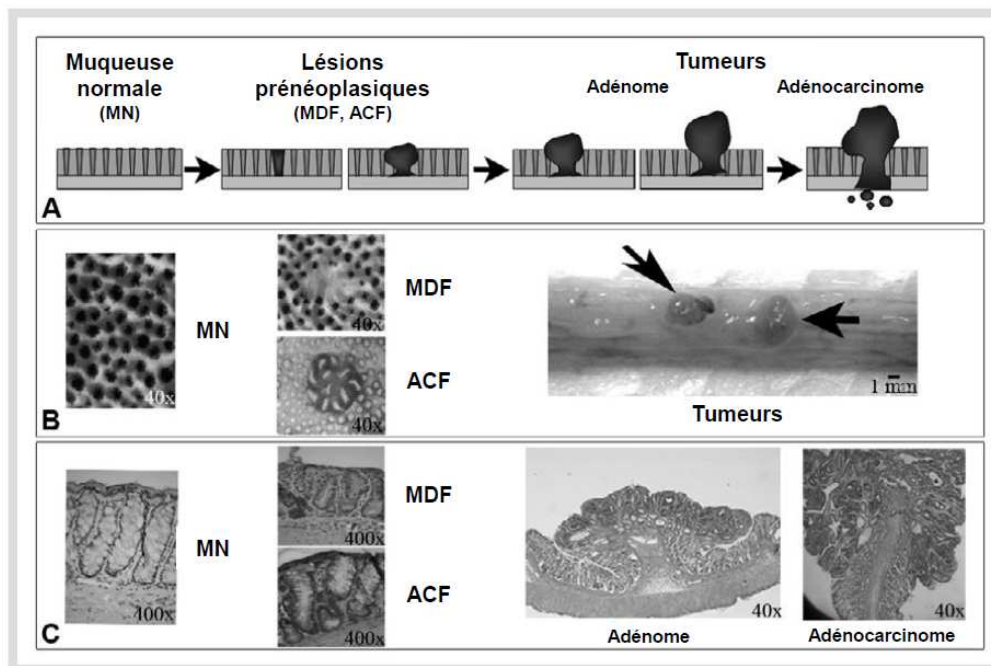 Muqueuse
normale
(MN)
Lésions
prénéoplasiques
(MDF, ACF)
Tumeurs
Adénome
Adénocarcinome
A
40x
MN
40x
MDF
40x
ACF
1 mm
Tumeurs
B
400x
MN
400x
MDF
400x
ACF
40x
Adénome
40x
Adénocarcinome
C